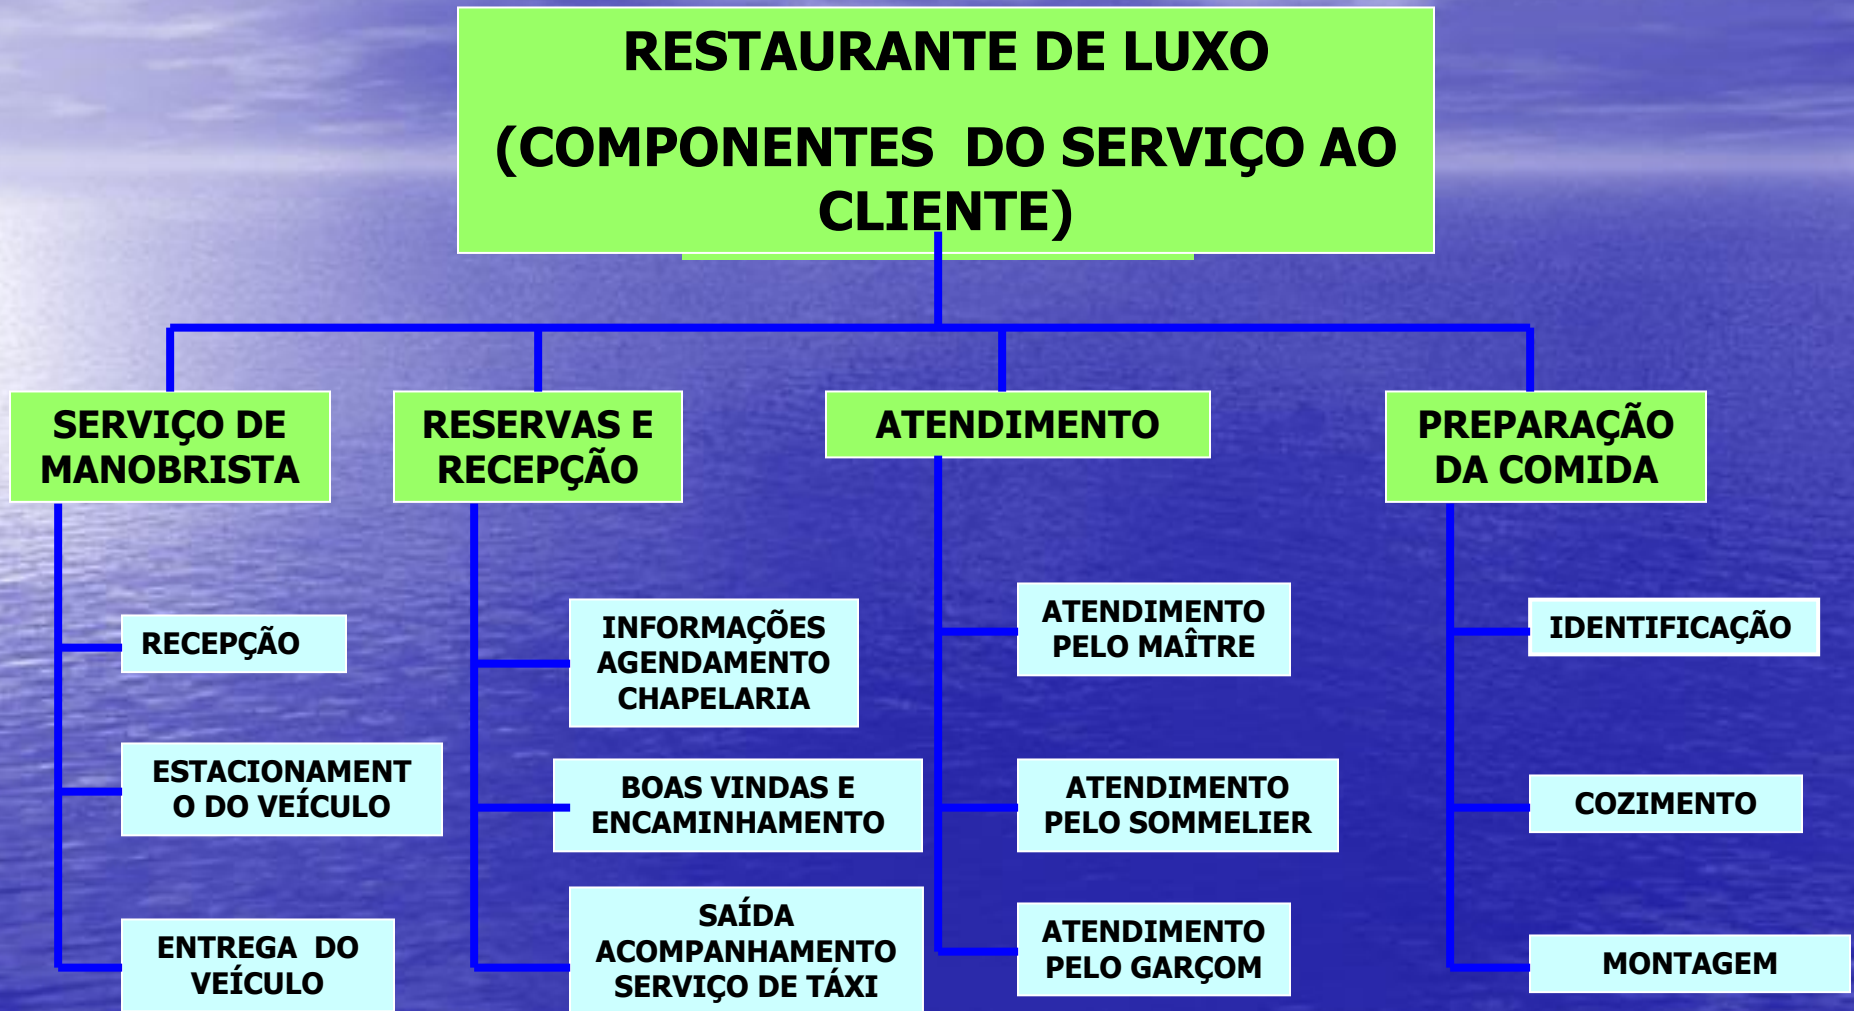 RESTAURANTE DE LUXO
(COMPONENTES DO SERVIÇO AO
CLIENTE)
SERVIÇO DE
MANOBRISTA
RECEPÇÃO
ESTACIONAMENT
O DO VEÍCULO
ENTREGA DO
VEÍCULO
RESERVAS E
RECEPÇÃO
INFORMAÇÕES
AGENDAMENTO
CHAPELARIA
BOAS VINDAS E
ENCAMINHAMENTO
SAÍDA
ACOMPANHAMENTO
SERVIÇO DE TÁXI
ATENDIMENTO
ATENDIMENTO
PELO MAÎTRE
ATENDIMENTO
PELO SOMMELIER
ATENDIMENTO
PELO GARÇOM
PREPARAÇÃO
DA COMIDA
IDENTIFICAÇÃO
COZIMENTO
MONTAGEM